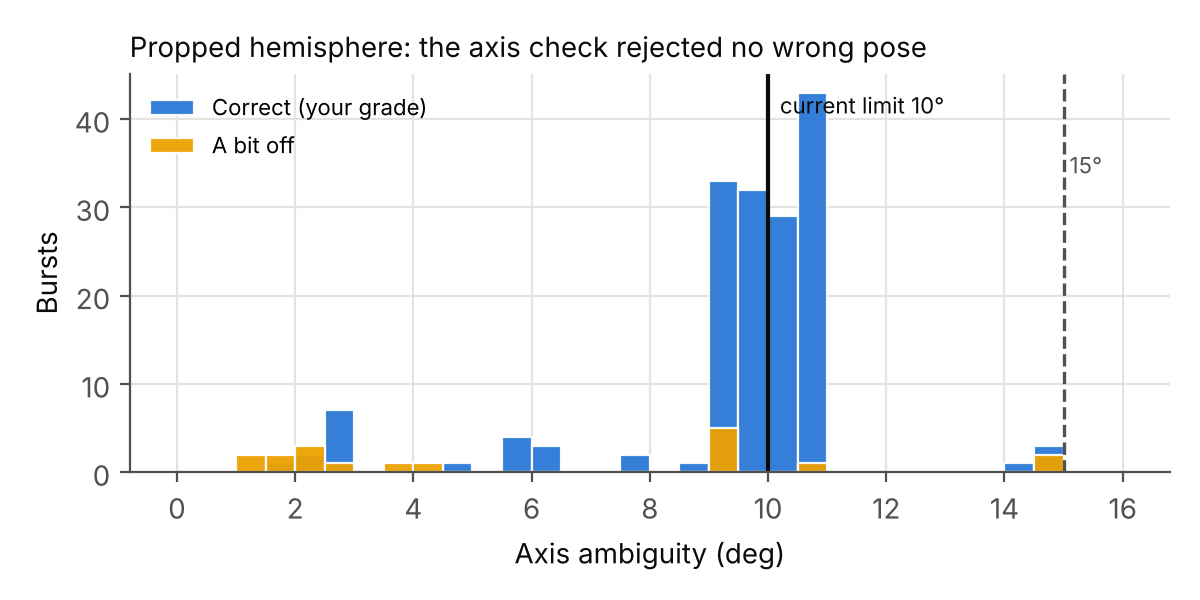 Propped hemisphere: the axis check rejected no wrong pose
Correct (your grade)
A bit off
current limit 10°
15°
Bursts
40
30
20
10
0
0 2 4 6 8 10 12 14 16
Axis ambiguity (deg)